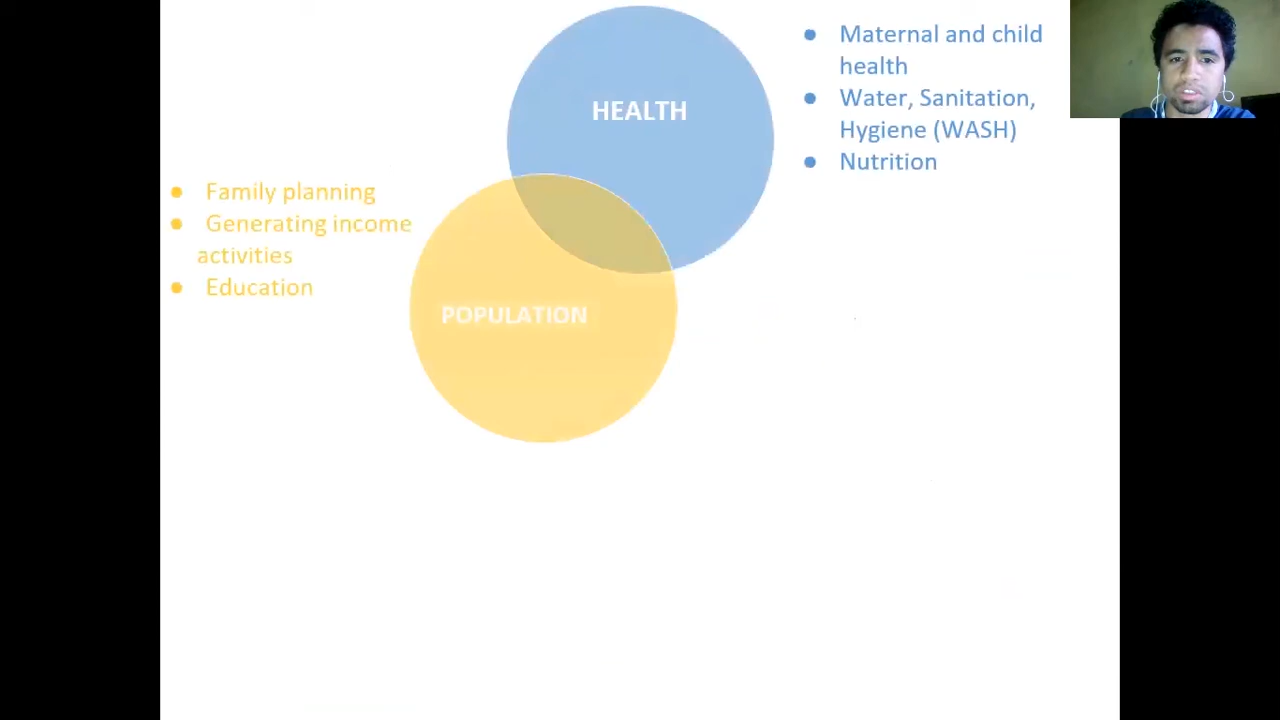 HEALTH
Maternal and child
health
Water, Sanitation,
Hygiene (WASH)
Nutrition
Family planning
Generating income
activities
Education
POPULATION